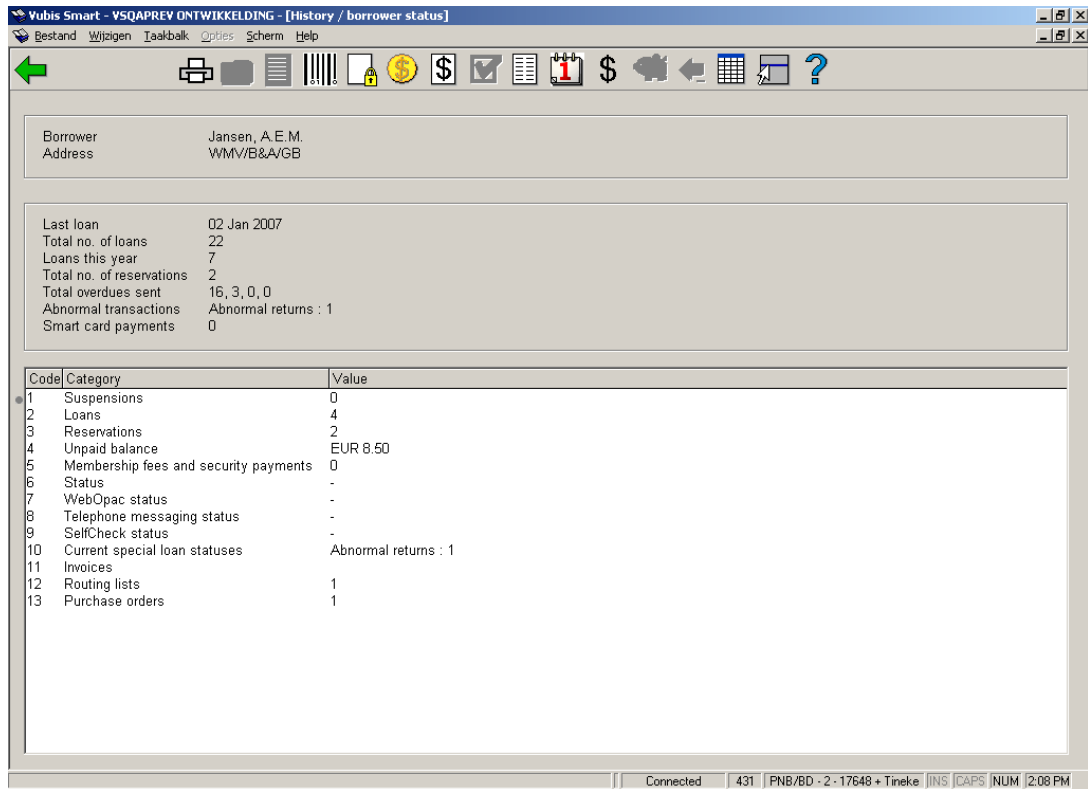 Vubis Smart - VSQAPREV ONTWIKKELDING - [History / borrower status]
Bestand Wijzigen Taakbalk Opties Scherm Help
Borrower Jansen, A.E.M.
Address WMV/B&A/GB
Last loan 02 Jan 2007
Total no. of loans 22
Loans this year 7
Total no. of reservations 2
Total overdues sent 16, 3, 0, 0
Abnormal transactions Abnormal returns : 1
Smart card payments 0
Code Category Value
1 Suspensions 0
2 Loans 4
3 Reservations 2
4 Unpaid balance EUR 8.50
5 Membership fees and security payments 0
6 Status -
7 WebOpac status -
8 Telephone messaging status -
9 SelfCheck status -
10 Current special loan statuses Abnormal returns : 1
11 Invoices
12 Routing lists 1
13 Purchase orders 1
Connected 431 PNB/BD - 2 - 17648 + Tineke INS CAPS NUM 2:08 PM